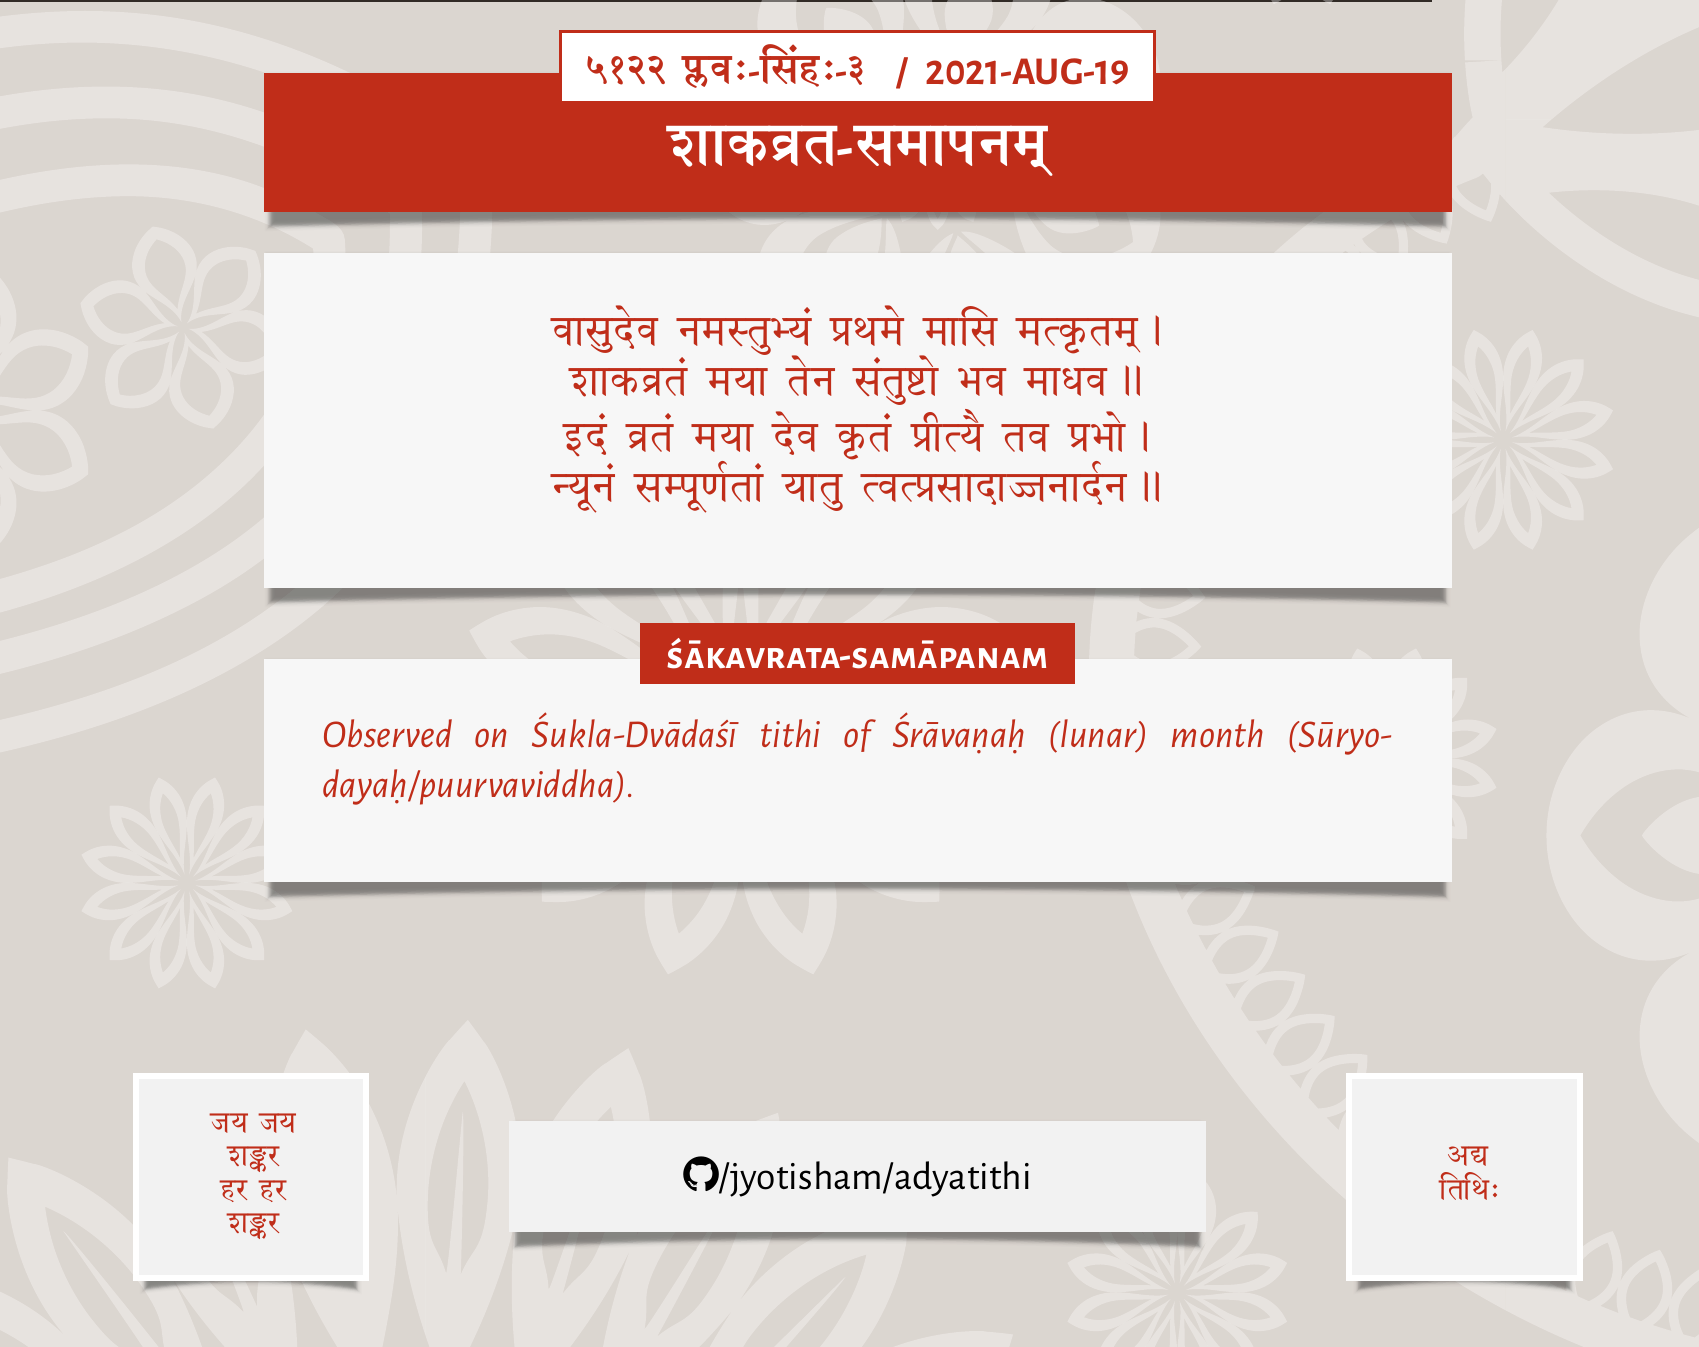 ५१२२ प्लवः-सिंहः-३ / 2021-AUG-19
शाकव्रत-समापनम्
वासुदेव नमस्तुभ्यं प्रथमे मासि मत्कृतम्।
शाकव्रतं मया तेन संतुष्टो भव माधव॥
इदं व्रतं मया देव कृतं प्रीत्यै तव प्रभो।
न्यूनं सम्पूर्णतां यातु त्वत्प्रसादाज्जनार्दन॥
ŚĀKAVRATA-SAMĀPANAM
Observed on Śukla-Dvādaśī tithi of Śrāvaṇaḥ (lunar) month (Sūryo-
dayaḥ/puurvaviddha).
जय जय
शङ्कर
हर हर
शङ्कर
/jyotisham/adyatithi
अद्य
तिथिः